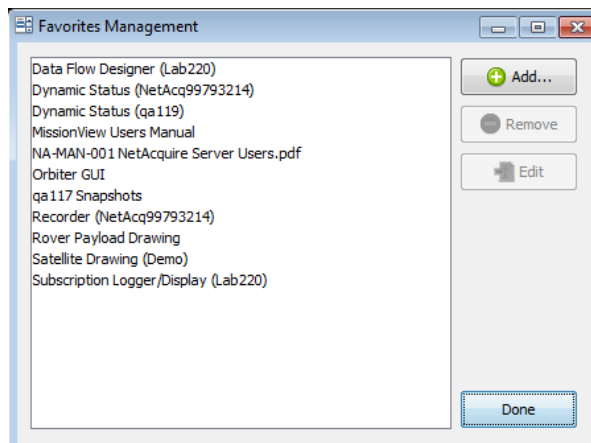 Favorites Management
Data Flow Designer (Lab220)
Dynamic Status (NetAcq99793214)
Dynamic Status (qa119)
MissionView Users Manual
NA-MAN-001 NetAcquire Server Users.pdf
Orbiter GUI
qa117 Snapshots
Recorder (NetAcq99793214)
Rover Payload Drawing
Satellite Drawing (Demo)
Subscription Logger/Display (Lab220)
Add...
Remove
Edit
Done